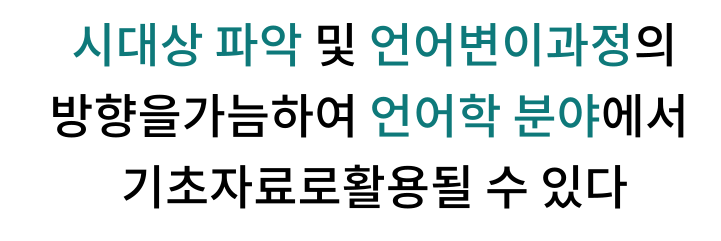 시대상 파악 및 언어변이과정의
방향을가늠하여 언어학 분야에서
기초자료로활용될 수 있다